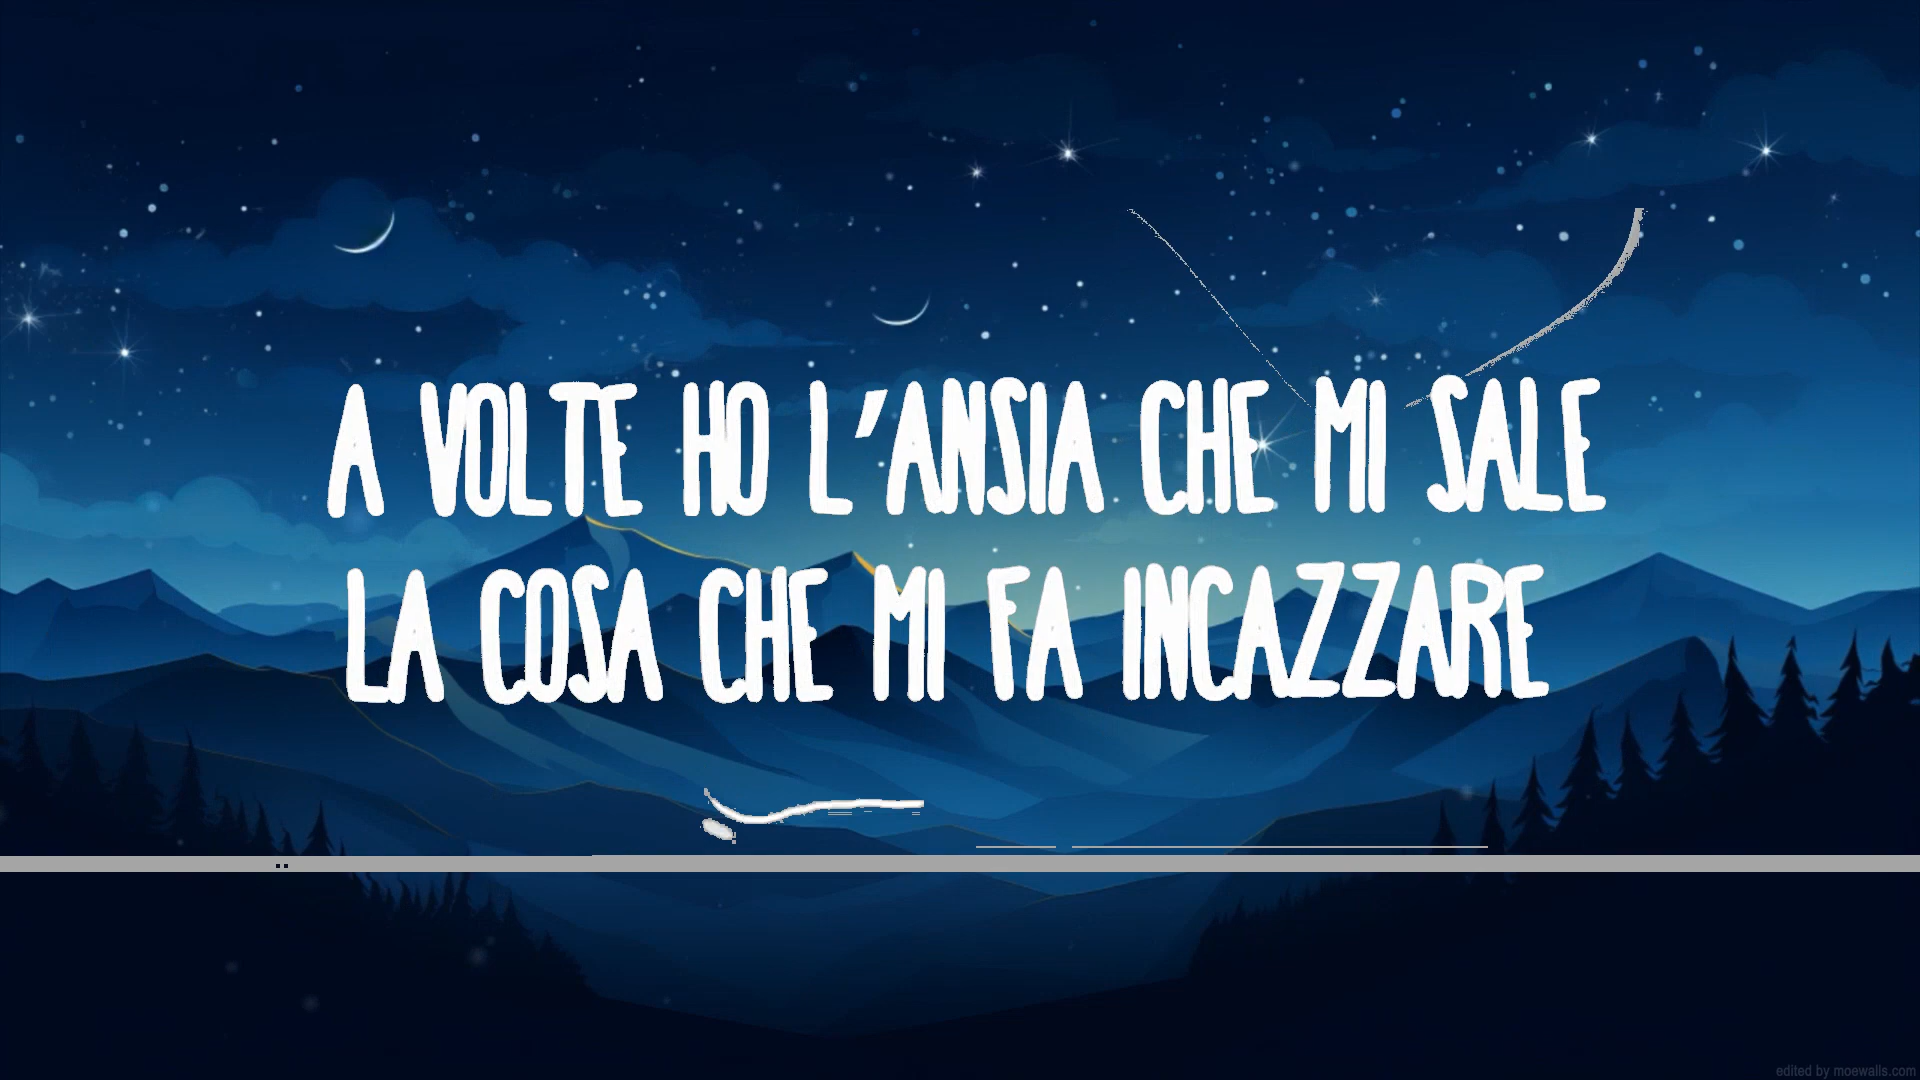 A VOLTE HO L'ANSIA CHE MI SALE
LA COSA CHE MI FA INCAZZARE
edited by moewalls.com